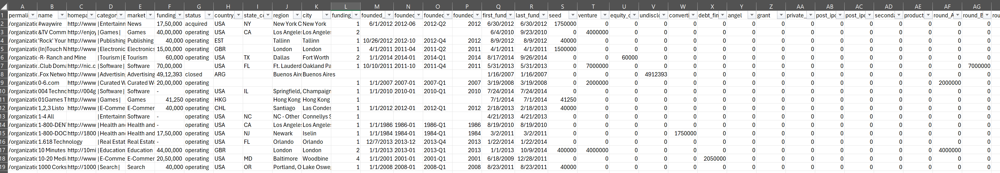 A B C D E F G H I J K L M N O P Q R S T U V W X Y Z AA AB AC AD AE AF AG
1 permali name homepa categor market funding status country_ state_co region city funding_ founded_ founded founded founded first_fund last_fund seed venture equity_c undisclo converti debt_fin angel grant private_ post_ipo post_ipo seconda product round_A round_B rou
2 /organizatio #waywire http://www |Entertainn News 17,50,000 acquired USA NY New York C New York 1 6/1/2012 2012-06 2012-Q2 2012 6/30/2012 6/30/2012 1750000 0 0 0 0 0 0 0 0 0 0 0 0 0 0
3 /organizatio &TV Comm http://enjoy |Games| Games 40,00,000 operating USA CA Los Angeles Los Angeles 2 6/4/2010 9/23/2010 0 4000000 0 0 0 0 0 0 0 0 0 0 0 0 0
4 /organizatio 'Rock' Your http://www |Publishing Publishing 40,000 operating EST Tallinn Tallinn 1 10/26/2012 2012-10 2012-Q4 2012 8/9/2012 8/9/2012 40000 0 0 0 0 0 0 0 0 0 0 0 0 0 0
5 /organizatio (In)Touch N http://www |Electronic Electronics 15,00,000 operating GBR London London 1 4/1/2011 2011-04 2011-Q2 2011 4/1/2011 4/1/2011 1500000 0 0 0 0 0 0 0 0 0 0 0 0 0 0
6 /organizatio -R- Ranch and Mine |Tourism|E Tourism 60,000 operating USA TX Dallas Fort Worth 2 1/1/2014 2014-01 2014-Q1 2014 8/17/2014 9/26/2014 0 0 60000 0 0 0 0 0 0 0 0 0 0 0 0
7 /organizatio .Club Doma http://nic.c |Software| Software 70,00,000 USA FL Ft. Lauderd Oakland Pa 1 10/10/2011 2011-10 2011-Q4 2011 5/31/2013 5/31/2013 0 7000000 0 0 0 0 0 0 0 0 0 0 0 0 7000000
8 /organizatio .Fox Netwo http://www |Advertising Advertising 49,12,393 closed ARG Buenos Aire Buenos Aires 1/16/2007 1/16/2007 0 0 0 4912393 0 0 0 0 0 0 0 0 0 0 0
9 /organizatio 0-6.com http://www |Curated W Curated We 20,00,000 operating 1 1/1/2007 2007-01 2007-Q1 2007 3/19/2008 3/19/2008 0 2000000 0 0 0 0 0 0 0 0 0 0 0 2000000 0
10 /organizatio 004 Techno http://004g |Software| Software - operating USA IL Springfield, Champaign 1 1/1/2010 2010-01 2010-Q1 2010 7/24/2014 7/24/2014 0 0 0 0 0 0 0 0 0 0 0 0 0 0 0
11 /organizatio 01Games T http://www |Games| Games 41,250 operating HKG Hong Kong Hong Kong 1 7/1/2014 7/1/2014 41250 0 0 0 0 0 0 0 0 0 0 0 0 0 0
12 /organizatio 1,2,3 Listo http://www |E-Comme E-Commer 40,000 operating CHL Santiago Las Condes 1 1/1/2012 2012-01 2012-Q1 2012 2/18/2013 2/18/2013 40000 0 0 0 0 0 0 0 0 0 0 0 0 0 0
13 /organizatio 1-4 All |Entertainn Software - operating USA NC NC - Other Connellys S 1 4/21/2013 4/21/2013 0 0 0 0 0 0 0 0 0 0 0 0 0 0 0
14 /organizatio 1-800-DENT http://www |Health and Health and - operating USA CA Los Angeles Los Angeles 1 1/1/1986 1986-01 1986-Q1 1986 8/19/2010 8/19/2010 0 0 0 0 0 0 0 0 0 0 0 0 0 0 0
15 /organizatio 1-800-DOC http://1800 |Health and Health and 17,50,000 operating USA NJ Newark Iselin 1 1/1/1984 1984-01 1984-Q1 1984 3/2/2011 3/2/2011 0 0 0 0 1750000 0 0 0 0 0 0 0 0 0 0
16 /organizatio 1.618 Technology |Real Estat Real Estate - operating USA FL Orlando Orlando 1 12/7/2013 2013-12 2013-Q4 2013 1/22/2014 1/22/2014 0 0 0 0 0 0 0 0 0 0 0 0 0 0 0
17 /organizatio 10 Minutes http://10mi |Education Education 44,00,000 operating GBR London London 2 1/1/2013 2013-01 2013-Q1 2013 1/1/2013 10/9/2014 400000 4000000 0 0 0 0 0 0 0 0 0 0 0 4000000 0
18 /organizatio 10-20 Medi http://www |E-Comme E-Commer 20,50,000 operating USA MD Baltimore Woodbine 4 1/1/2001 2001-01 2001-Q1 2001 6/18/2009 12/28/2011 0 0 0 0 0 2050000 0 0 0 0 0 0 0 0 0
19 /organizatio 1000 Corks http://1000 |Search| Search 40,000 operating USA OR Portland, O Lake Oswe 1 1/1/2008 2008-01 2008-Q1 2008 8/23/2011 8/23/2011 40000 0 0 0 0 0 0 0 0 0 0 0 0 0 0